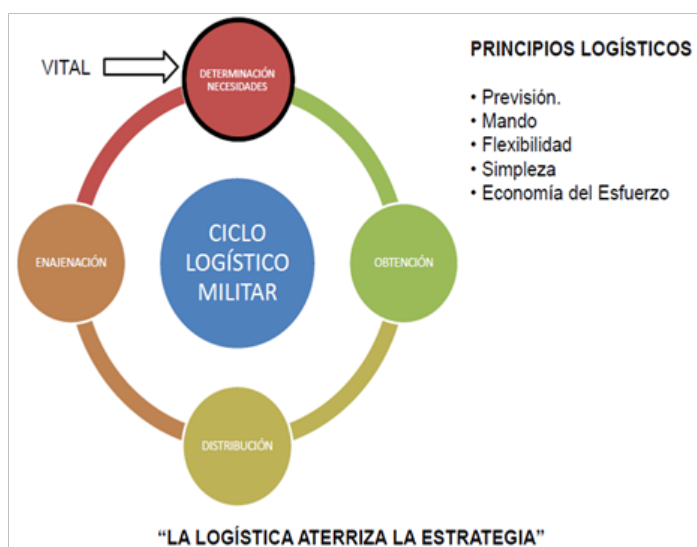 VITAL
DETERMINACIÓN
NECESIDADES
PRINCIPIOS LOGÍSTICOS
• Previsión.
• Mando
• Flexibilidad
• Simpleza
• Economía del Esfuerzo
ENAJENACIÓN
CICLO
LOGÍSTICO
MILITAR
OBTENCIÓN
DISTRIBUCIÓN
“LA LOGÍSTICA ATERRIZA LA ESTRATEGIA”